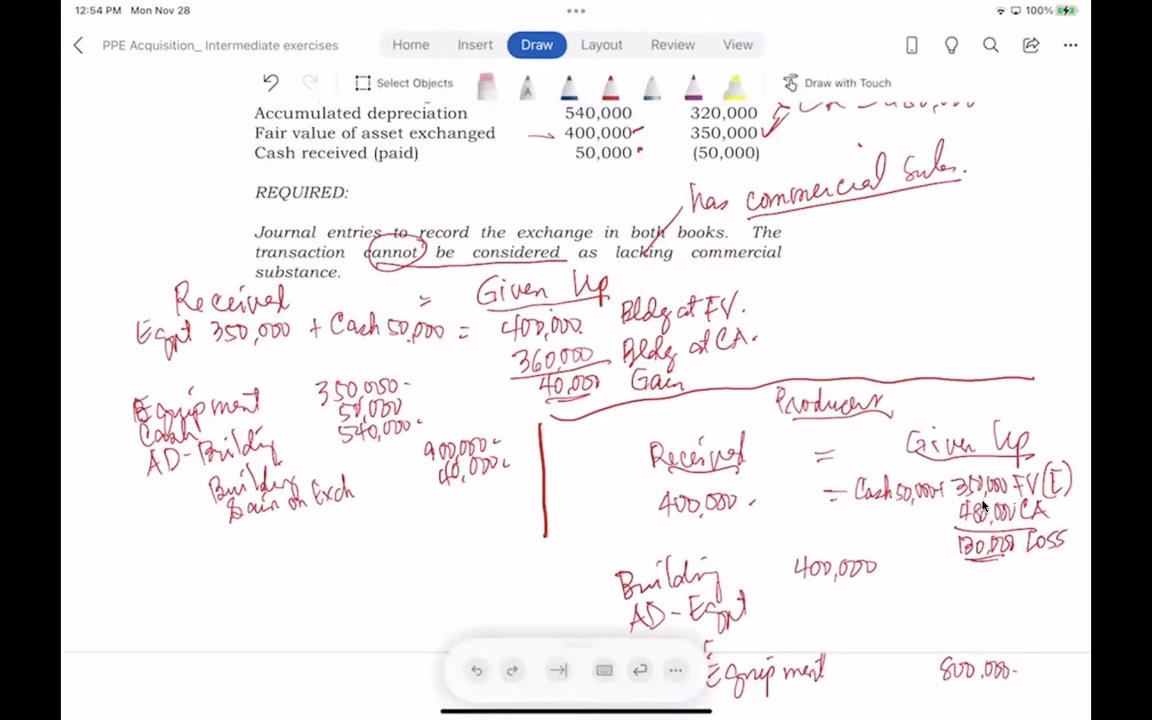 12:54 PM Mon Nov 28
100%
PPE Acquisition_ Intermediate exercises
Home Insert Draw Layout Review View
Select Objects
A
Draw with Touch
Accumulated depreciation 540,000 320,000
Fair value of asset exchanged 400,000 350,000
Cash received (paid) 50,000 (50,000)
has commercial subs.
REQUIRED:
Journal entries to record the exchange in both books. The
transaction cannot be considered as lacking commercial
substance.
Received = Given Up
Eqpt 350,000 + Cash 50,000 = 400,000 Bldg at FV.
360,000 Bldg at CA.
40,000 Gain
Equipment 350,000
Cash 50,000
AD-Building 540,000
Building 900,000
Gain on Exch 40,000
Producers
Received = Given Up
400,000 = Cash 50,000 + 350,000 FV (E)
480,000 CA
130,000 Loss
Building 400,000
AD-Eqpt
Equipment 800,000